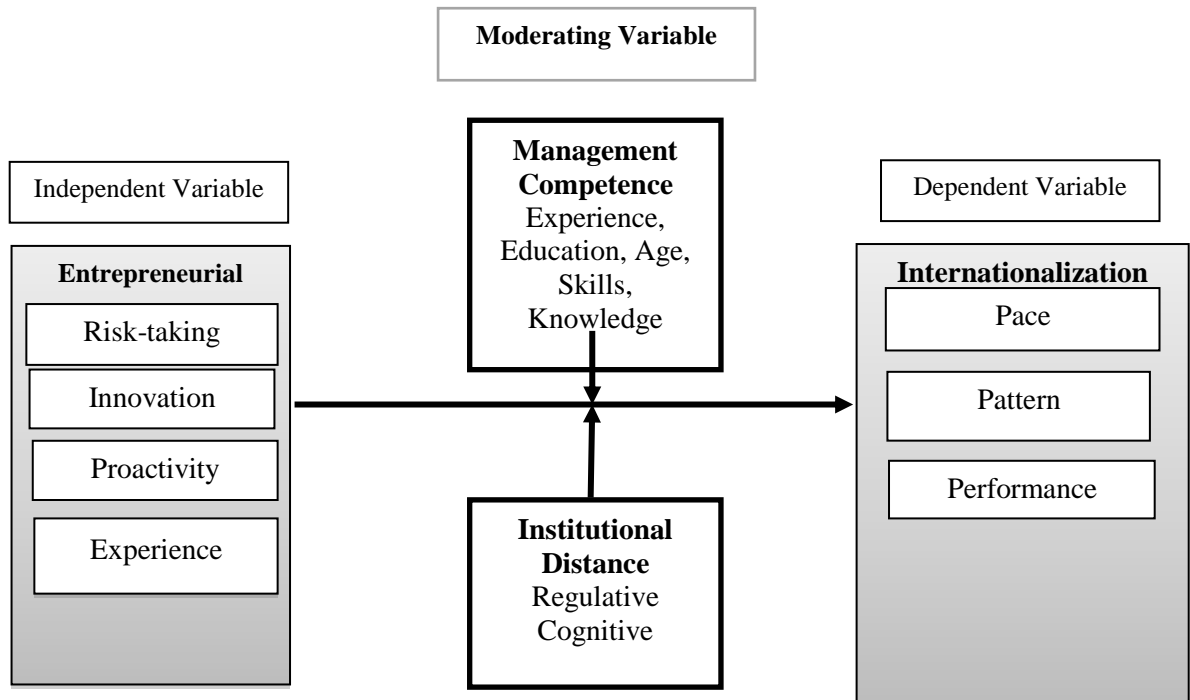 Moderating Variable
Independent Variable
Entrepreneurial
Risk-taking
Innovation
Proactivity
Experience
Management
Competence
Experience,
Education, Age,
Skills,
Knowledge
Institutional
Distance
Regulative
Cognitive
Dependent Variable
Internationalization
Pace
Pattern
Performance